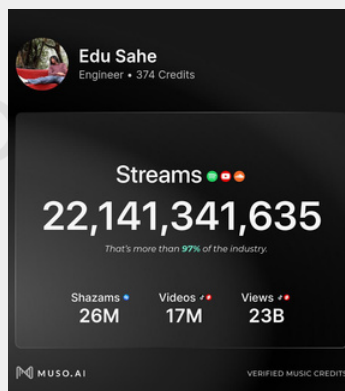 Edu Sahe
Engineer • 374 Credits
Streams
22,141,341,635
That's more than 97% of the industry.
Shazams Videos Views
26M 17M 23B
MUSO.AI VERIFIED MUSIC CREDITS